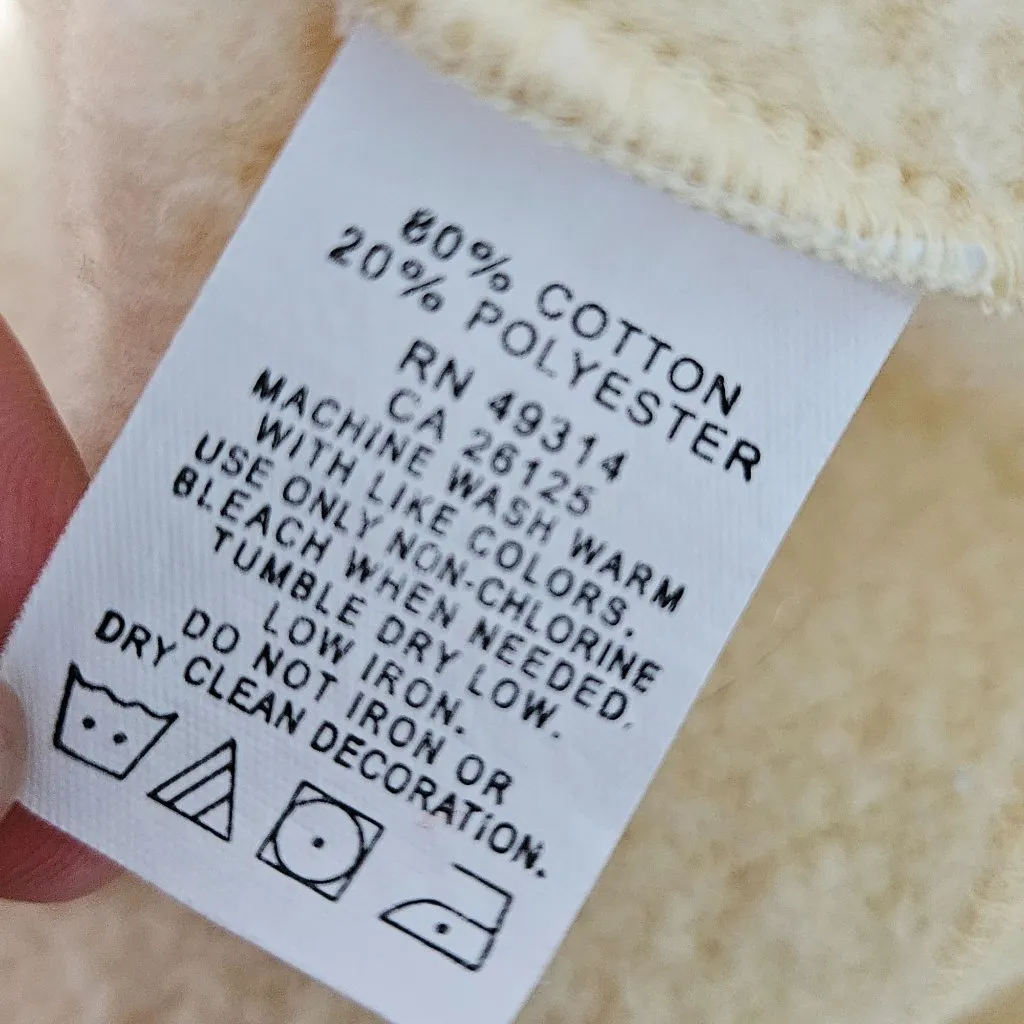 80% COTTON
20% POLYESTER
RN 49314
CA 26125
MACHINE WASH WARM
WITH LIKE COLORS.
USE ONLY NON-CHLORINE
BLEACH WHEN NEEDED.
TUMBLE DRY LOW.
LOW IRON.
DO NOT IRON OR
DRY CLEAN DECORATION.